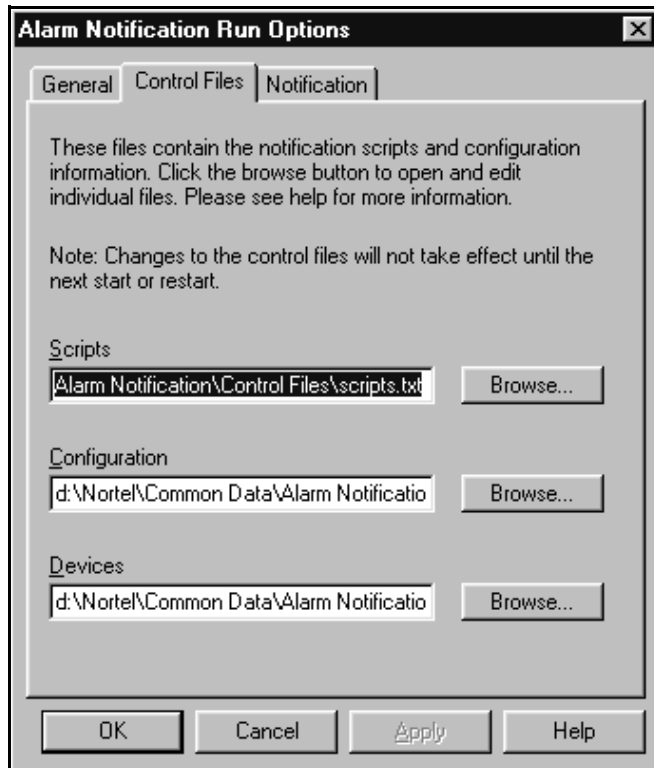 Alarm Notification Run Options
General Control Files Notification
These files contain the notification scripts and configuration
information. Click the browse button to open and edit
individual files. Please see help for more information.
Note: Changes to the control files will not take effect until the
next start or restart.
Scripts
Alarm Notification\Control Files\scripts.txt Browse...
Configuration
d:\Nortel\Common Data\Alarm Notificatio Browse...
Devices
d:\Nortel\Common Data\Alarm Notificatio Browse...
OK Cancel Apply Help